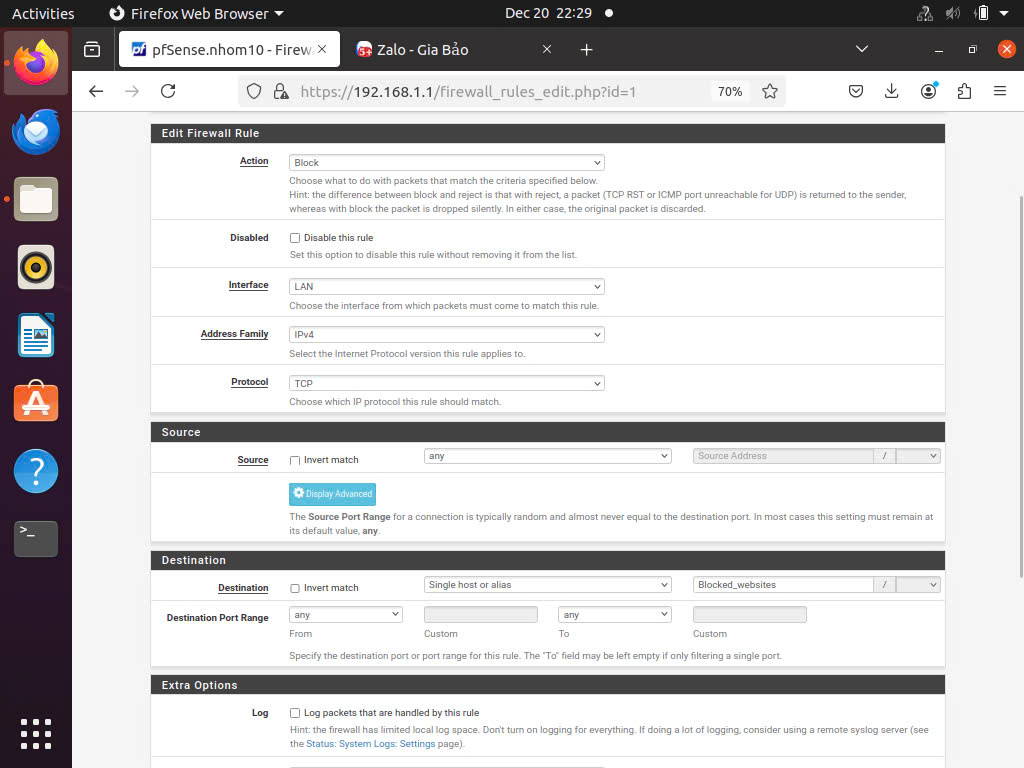 Activities
Firefox Web Browser
Dec 20 22:29
pfSense.nhom10 - Firew
Zalo - Gia Bảo
5+
https://192.168.1.1/firewall_rules_edit.php?id=1
70%
Edit Firewall Rule
Action
Block
Choose what to do with packets that match the criteria specified below.
Hint: the difference between block and reject is that with reject, a packet (TCP RST or ICMP port unreachable for UDP) is returned to the sender,
whereas with block the packet is dropped silently. In either case, the original packet is discarded.
Disabled
Disable this rule
Set this option to disable this rule without removing it from the list.
Interface
LAN
Choose the interface from which packets must come to match this rule.
Address Family
IPv4
Select the Internet Protocol version this rule applies to.
Protocol
TCP
Choose which IP protocol this rule should match.
Source
Source
Invert match
any
Source Address
/
Display Advanced
The Source Port Range for a connection is typically random and almost never equal to the destination port. In most cases this setting must remain at
its default value, any.
Destination
Destination
Invert match
Single host or alias
Blocked_websites
/
Destination Port Range
any
any
From
Custom
To
Custom
Specify the destination port or port range for this rule. The "To" field may be left empty if only filtering a single port.
Extra Options
Log
Log packets that are handled by this rule
Hint: the firewall has limited local log space. Don't turn on logging for everything. If doing a lot of logging, consider using a remote syslog server (see
the Status: System Logs: Settings page).